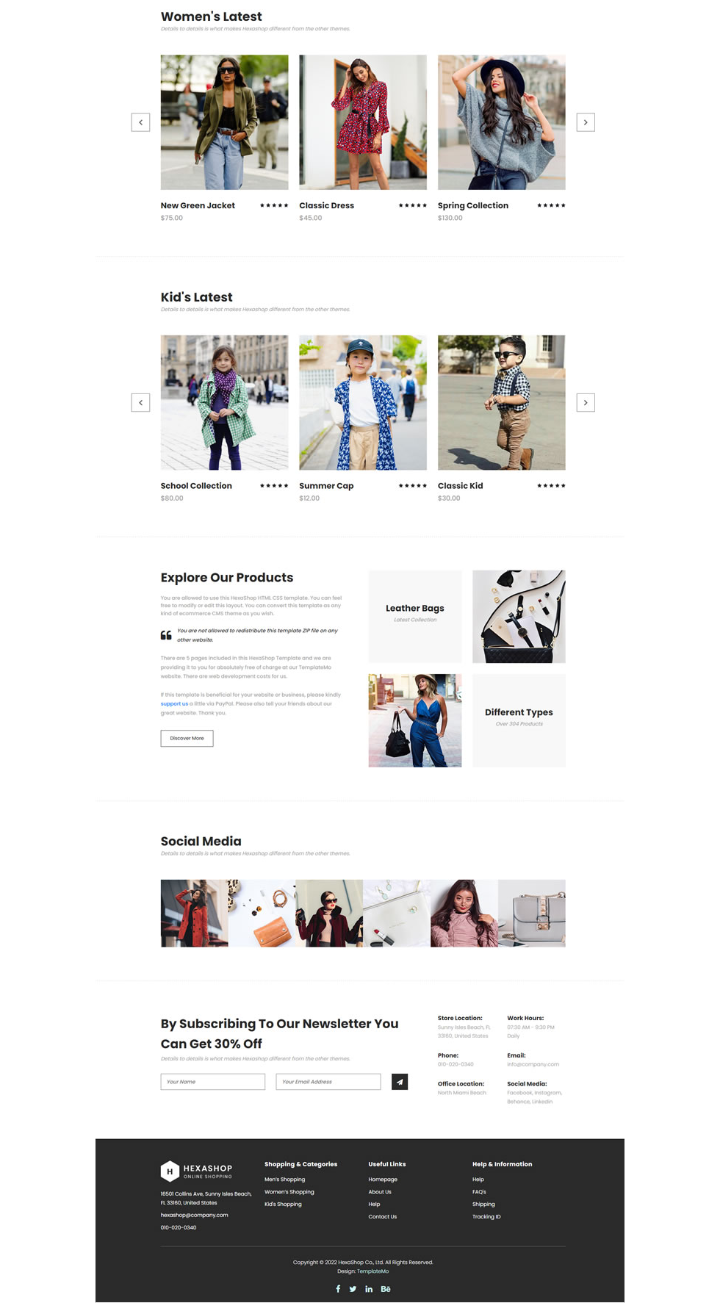 Women's Latest
Details to details is what makes Hexashop different from the other themes.
New Green Jacket
$75.00
Classic Dress
$45.00
Spring Collection
$130.00
Kid's Latest
Details to details is what makes Hexashop different from the other themes.
School Collection
$80.00
Summer Cap
$12.00
Classic Kid
$30.00
Explore Our Products
You are allowed to use this HexaShop HTML CSS template. You can feel
free to modify or edit this layout. You can convert this template as any
kind of ecommerce CMS theme as you wish.
You are not allowed to redistribute this template ZIP file on any
other website.
There are 5 pages included in this HexaShop Template and we are
providing it to you for absolutely free of charge at our TemplateMo
website. There are web development costs for us.
If this template is beneficial for your website or business, please kindly
support us a little via PayPal. Please also tell your friends about our
great website. Thank you.
Discover More
Leather Bags
Latest Collection
Different Types
Over 304 Products
Social Media
Details to details is what makes Hexashop different from the other themes.
By Subscribing To Our Newsletter You
Can Get 30% Off
Details to details is what makes Hexashop different from the other themes.
Your Name
Your Email Address
Store Location:
Sunny Isles Beach, FL
33160, United States
Phone:
010-020-0340
Office Location:
North Miami Beach
Work Hours:
07:30 AM - 9:30 PM
Daily
Email:
info@company.com
Social Media:
Facebook, Instagram,
Behance, Linkedin
H
HEXASHOP
ONLINE SHOPPING
16501 Collins Ave, Sunny Isles Beach,
FL 33160, United States
hexashop@company.com
010-020-0340
Shopping & Categories
Men's Shopping
Women's Shopping
Kid's Shopping
Useful Links
Homepage
About Us
Help
Contact Us
Help & Information
Help
FAQ's
Shipping
Tracking ID
Copyright © 2022 HexaShop Co., Ltd. All Rights Reserved.
Design: TemplateMo